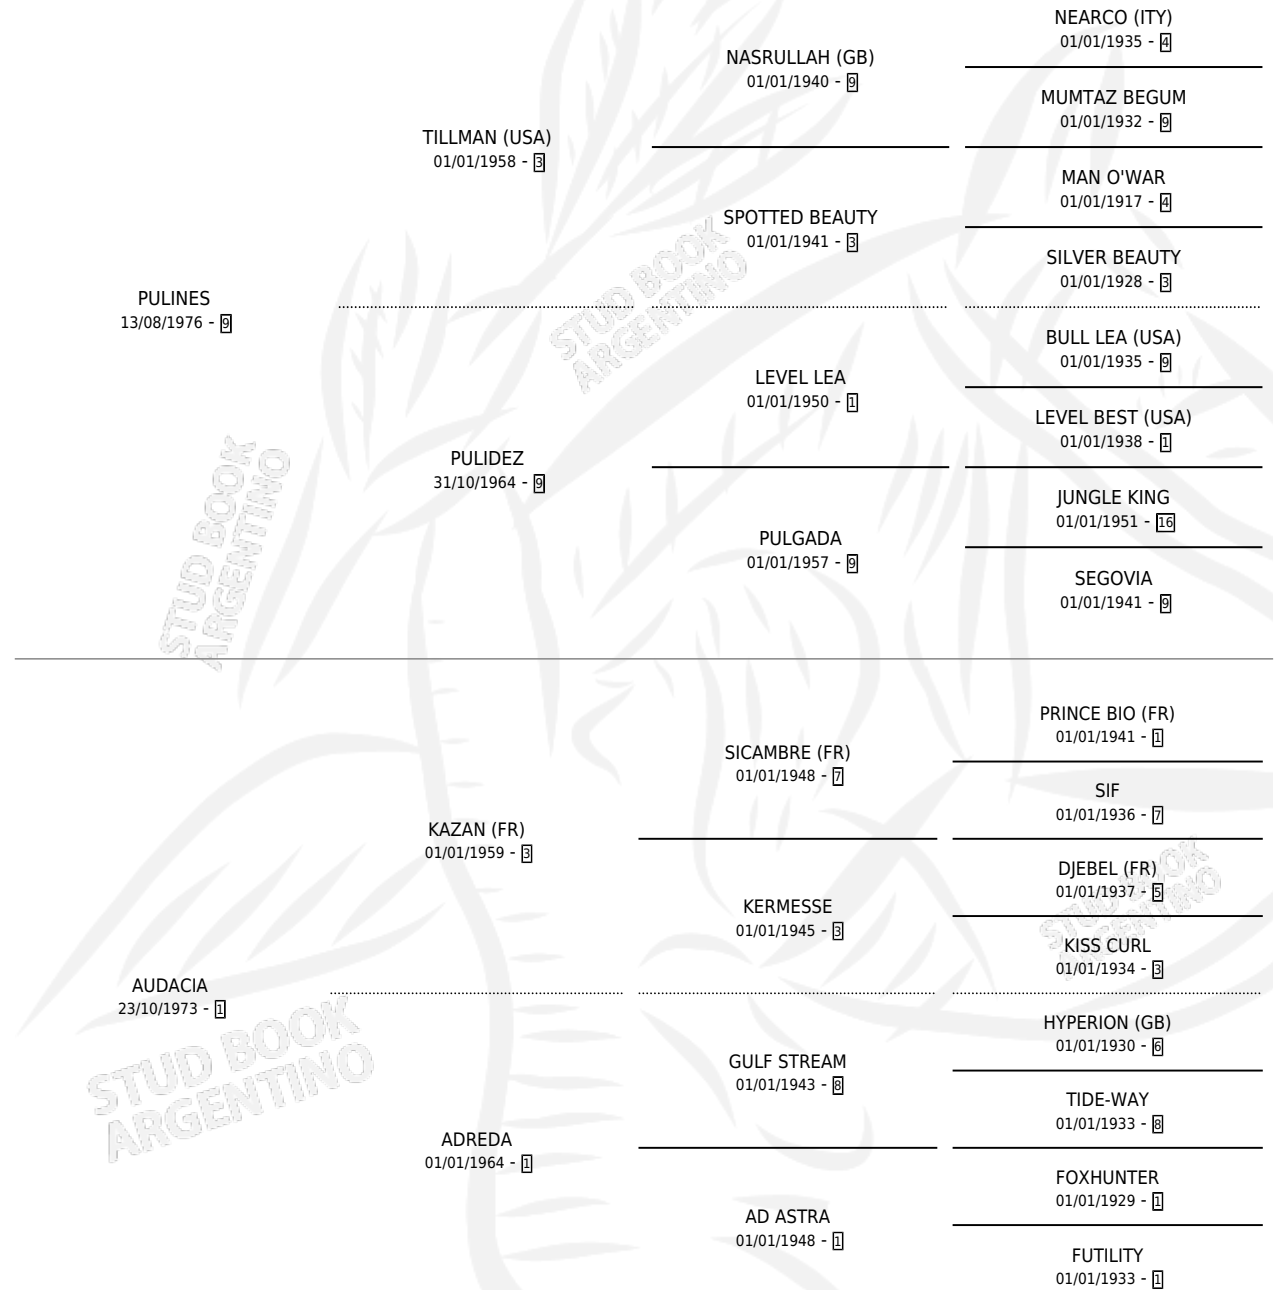 NEARCO (ITY)
01/01/1935 - 4
NASRULLAH (GB)
01/01/1940 - 9
MUMTAZ BEGUM
01/01/1932 - 9
TILLMAN (USA)
01/01/1958 - 3
MAN O'WAR
01/01/1917 - 4
SPOTTED BEAUTY
01/01/1941 - 3
SILVER BEAUTY
01/01/1928 - 3
PULINES
13/08/1976 - 9
BULL LEA (USA)
01/01/1935 - 9
LEVEL LEA
01/01/1950 - 1
LEVEL BEST (USA)
01/01/1938 - 1
PULIDEZ
31/10/1964 - 9
JUNGLE KING
01/01/1951 - 16
PULGADA
01/01/1957 - 9
SEGOVIA
01/01/1941 - 9
PRINCE BIO (FR)
01/01/1941 - 1
SICAMBRE (FR)
01/01/1948 - 7
SIF
01/01/1936 - 7
KAZAN (FR)
01/01/1959 - 3
DJEBEL (FR)
01/01/1937 - 5
KERMESSE
01/01/1945 - 3
KISS CURL
01/01/1934 - 3
AUDACIA
23/10/1973 - 1
HYPERION (GB)
01/01/1930 - 6
GULF STREAM
01/01/1943 - 8
TIDE-WAY
01/01/1933 - 8
ADREDA
01/01/1964 - 1
FOXHUNTER
01/01/1929 - 1
AD ASTRA
01/01/1948 - 1
FUTILITY
01/01/1933 - 1
STUD BOOK
ARGENTINO
STUD BOOK
ARGENTINO
STUD BOOK
ARGENTINO
STUD BOOK
ARGENTINO